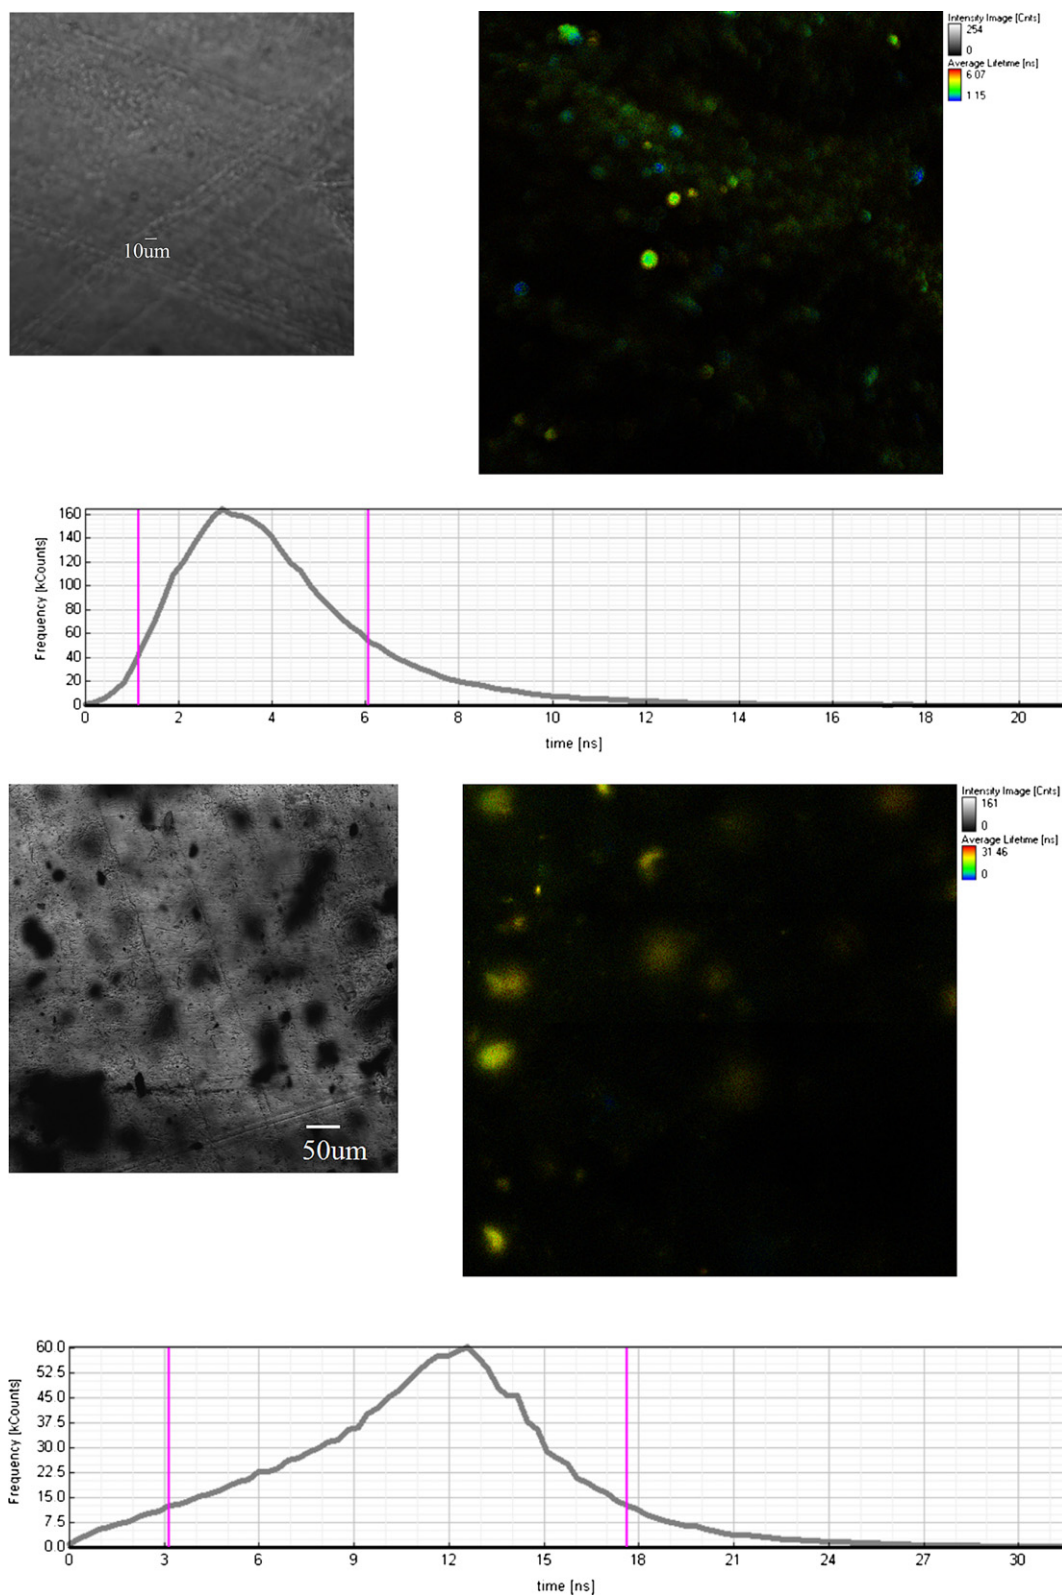 Intensity Image [Cnts]
254
0
Average Lifetime [ns]
6 07
1 15
10um
160
140
120
100
80
60
40
20
0
Frequency [kCounts]
0 2 4 6 8 10 12 14 16 18 20
time [ns]
Intensity Image [Cnts]
161
0
Average Lifetime [ns]
31 46
0
50um
60 0
52.5
45.0
37.5
30.0
22.5
15.0
7.5
0.0
Frequency [kCounts]
0 3 6 9 12 15 18 21 24 27 30
time [ns]